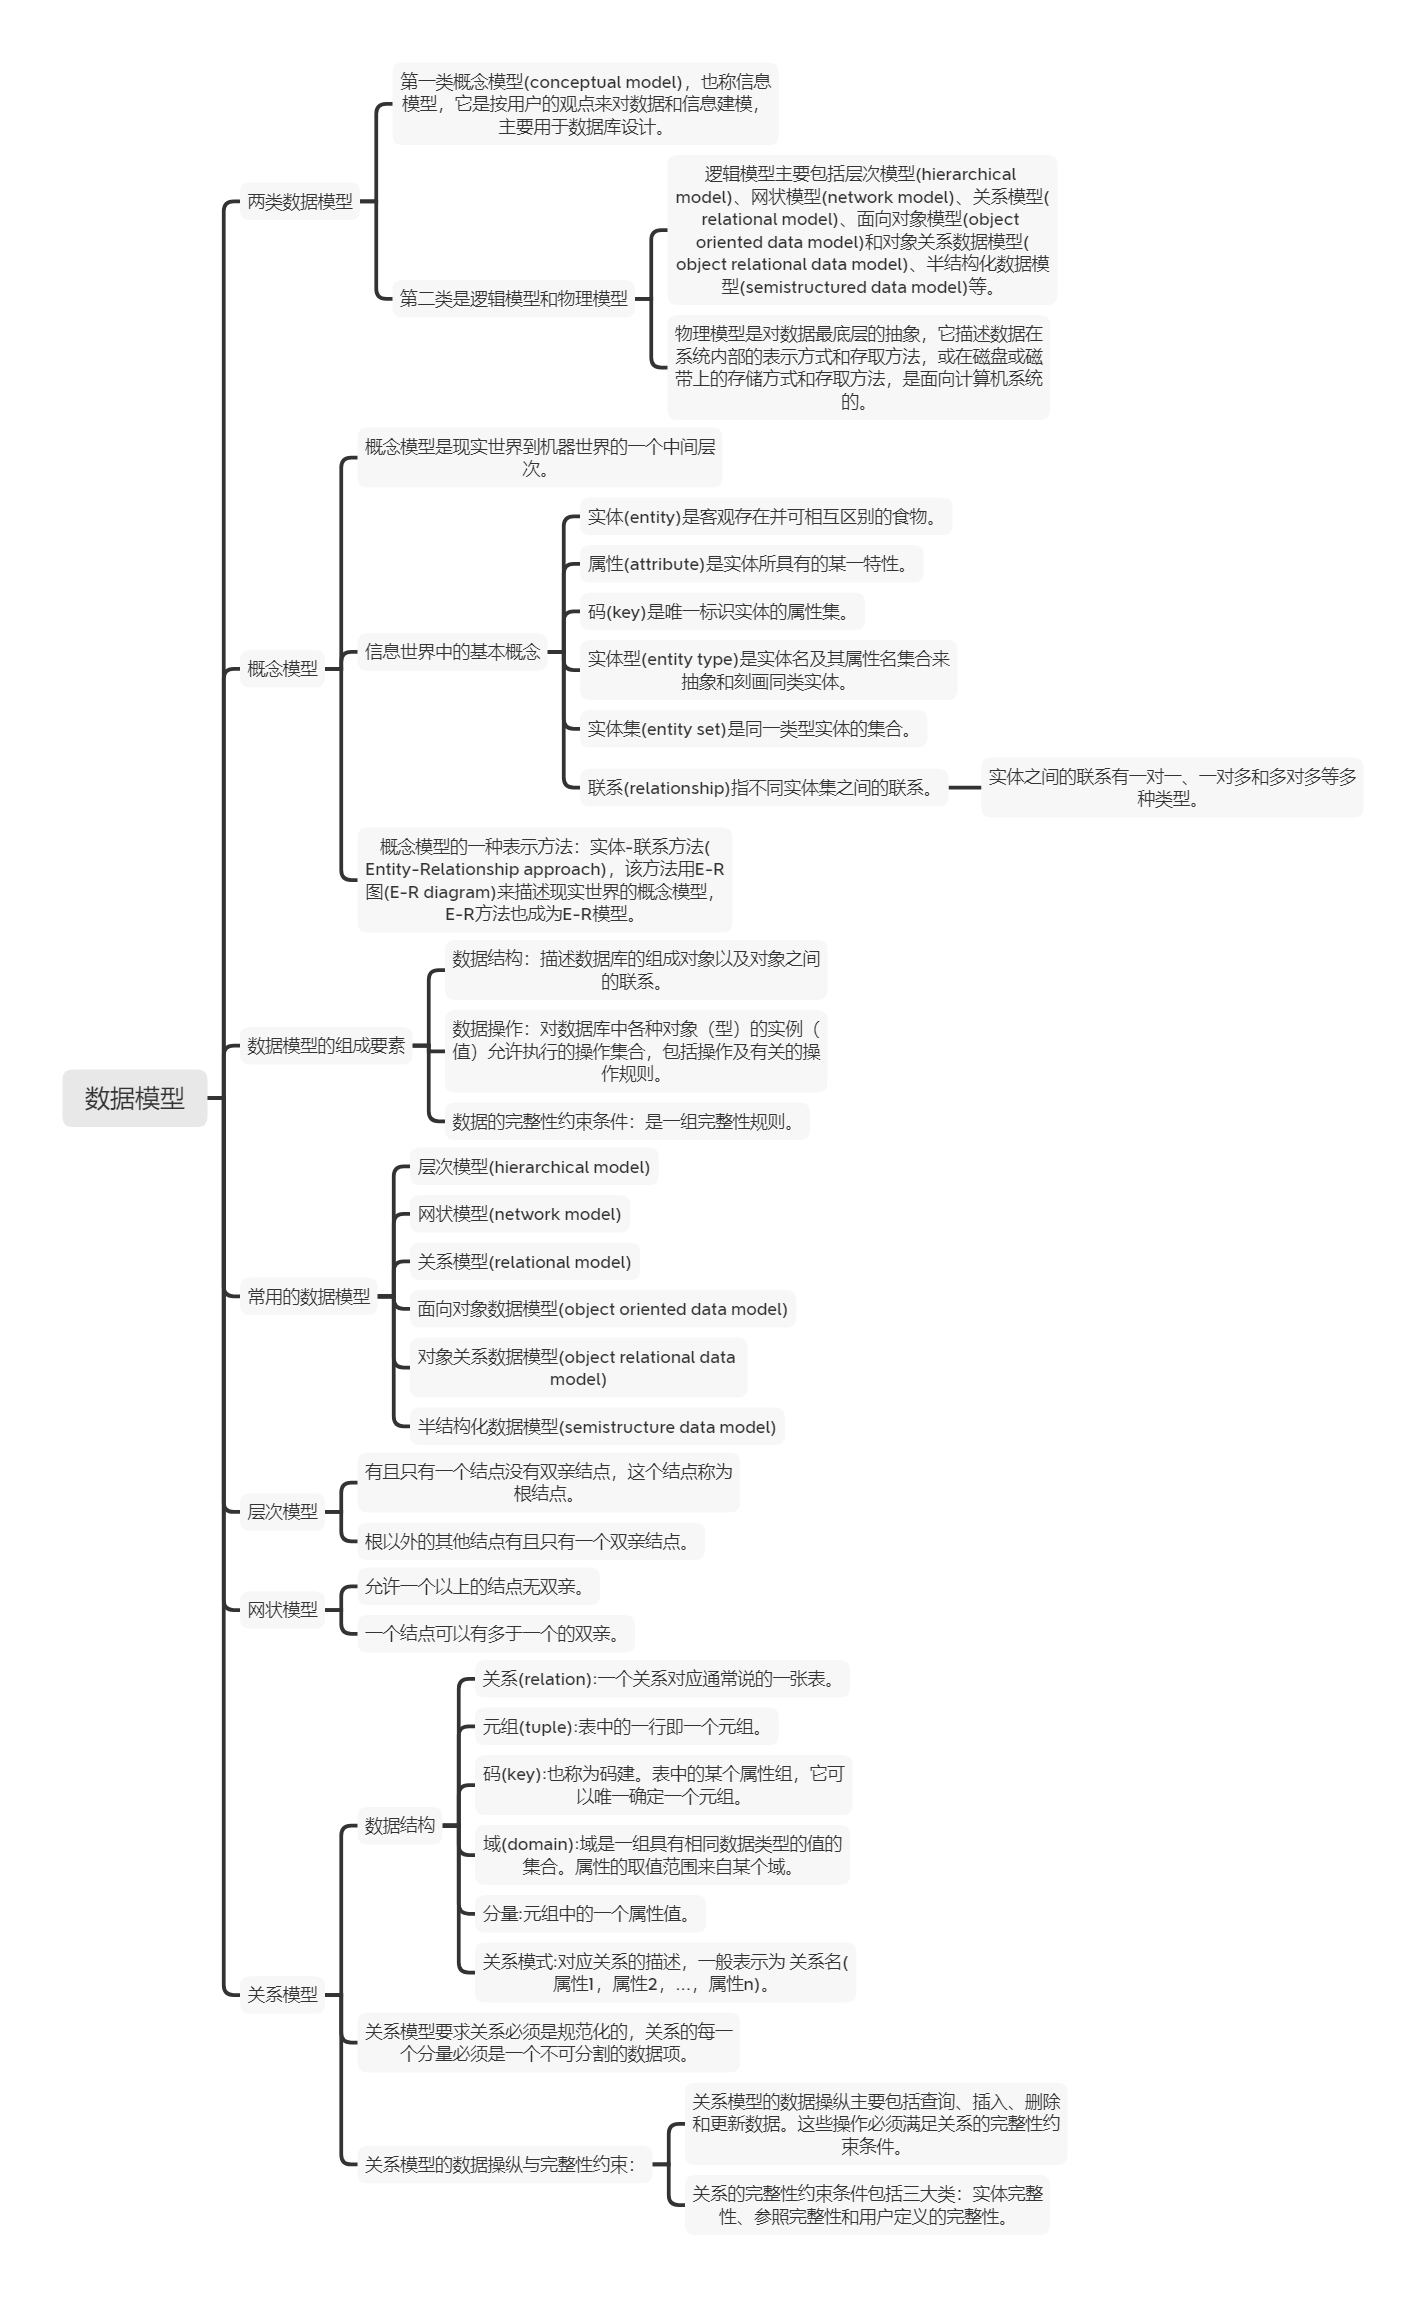 数据模型
两类数据模型
第一类概念模型(conceptual model)，也称信息
模型，它是按用户的观点来对数据和信息建模，
主要用于数据库设计。
第二类是逻辑模型和物理模型
逻辑模型主要包括层次模型(hierarchical
model)、网状模型(network model)、关系模型(
relational model)、面向对象模型(object
oriented data model)和对象关系数据模型(
object relational data model)、半结构化数据模
型(semistructured data model)等。
物理模型是对数据最底层的抽象，它描述数据在
系统内部的表示方式和存取方法，或在磁盘或磁
带上的存储方式和存取方法，是面向计算机系统
的。
概念模型
概念模型是现实世界到机器世界的一个中间层
次。
信息世界中的基本概念
实体(entity)是客观存在并可相互区别的食物。
属性(attribute)是实体所具有的某一特性。
码(key)是唯一标识实体的属性集。
实体型(entity type)是实体名及其属性名集合来
抽象和刻画同类实体。
实体集(entity set)是同一类型实体的集合。
联系(relationship)指不同实体集之间的联系。
实体之间的联系有一对一、一对多和多对多等多
种类型。
概念模型的一种表示方法：实体-联系方法(
Entity-Relationship approach)，该方法用E-R
图(E-R diagram)来描述现实世界的概念模型，
E-R方法也成为E-R模型。
数据模型的组成要素
数据结构：描述数据库的组成对象以及对象之间
的联系。
数据操作：对数据库中各种对象（型）的实例（
值）允许执行的操作集合，包括操作及有关的操
作规则。
数据的完整性约束条件：是一组完整性规则。
常用的数据模型
层次模型(hierarchical model)
网状模型(network model)
关系模型(relational model)
面向对象数据模型(object oriented data model)
对象关系数据模型(object relational data
model)
半结构化数据模型(semistructure data model)
层次模型
有且只有一个结点没有双亲结点，这个结点称为
根结点。
根以外的其他结点有且只有一个双亲结点。
网状模型
允许一个以上的结点无双亲。
一个结点可以有多于一个的双亲。
关系模型
数据结构
关系(relation):一个关系对应通常说的一张表。
元组(tuple):表中的一行即一个元组。
码(key):也称为码建。表中的某个属性组，它可
以唯一确定一个元组。
域(domain):域是一组具有相同数据类型的值的
集合。属性的取值范围来自某个域。
分量:元组中的一个属性值。
关系模式:对应关系的描述，一般表示为 关系名(
属性1，属性2，...，属性n)。
关系模型要求关系必须是规范化的，关系的每一
个分量必须是一个不可分割的数据项。
关系模型的数据操纵与完整性约束：
关系模型的数据操纵主要包括查询、插入、删除
和更新数据。这些操作必须满足关系的完整性约
束条件。
关系的完整性约束条件包括三大类：实体完整
性、参照完整性和用户定义的完整性。